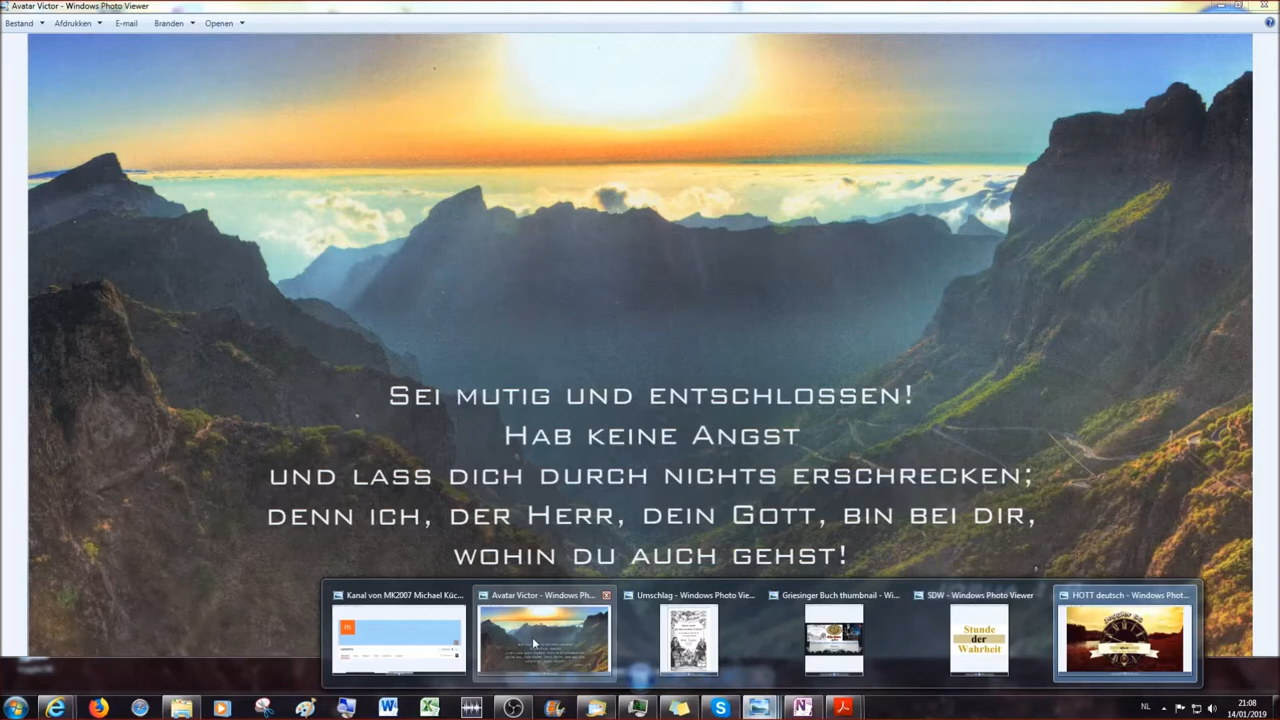 Avatar Victor - Windows Photo Viewer
Bestand Afdrukken E-mail Branden Openen
Sei mutig und entschlossen!
Hab keine Angst
und lass dich durch nichts erschrecken;
denn ich, der Herr, dein Gott, bin bei dir,
wohin du auch gehst!
Kanal von MK2007 Michael Küc... Avatar Victor - Windows Ph... Umschlag - Windows Photo Vie... Griesinger Buch thumbnail - Wi... SDW - Windows Photo Viewer HOTT deutsch - Windows Phot...
Stunde
der
Wahrheit
NL 21:08
14/01/2019